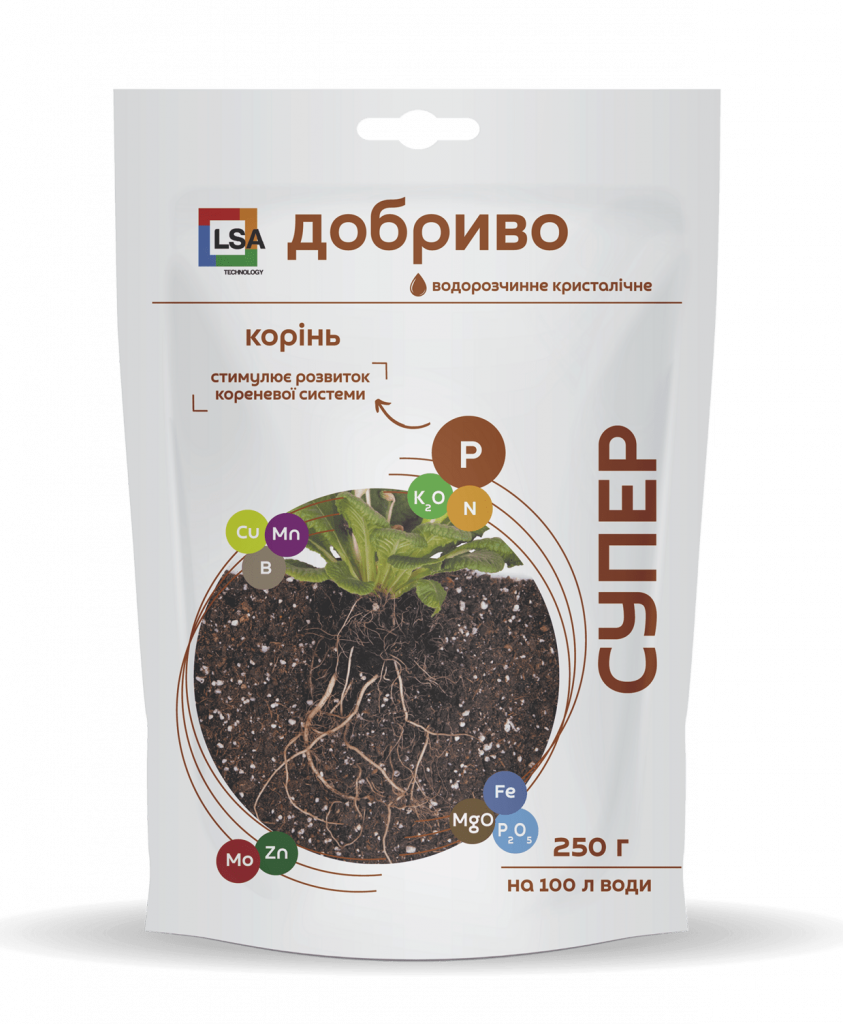 LSA
TECHNOLOGY
добриво
водорозчинне кристалічне
корінь
стимулює розвиток
кореневої системи
P
K₂O
N
Cu
Mn
B
СУПЕР
Fe
MgO
P₂O₅
Mo
Zn
250 г
на 100 л води